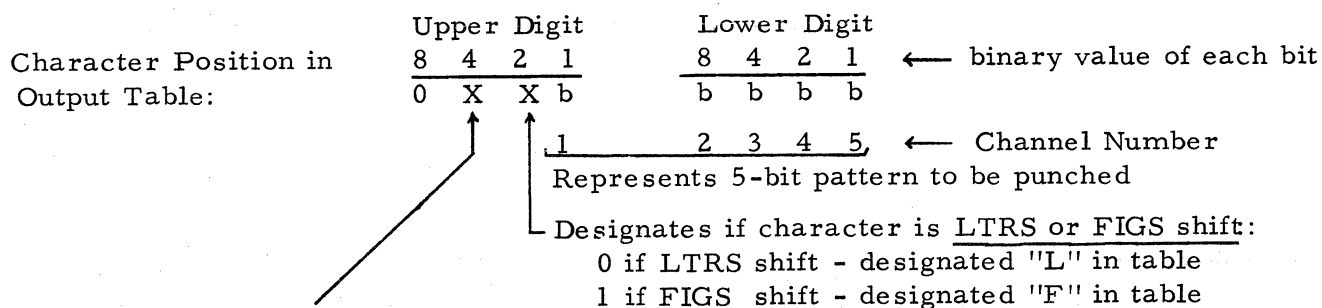 Upper Digit Lower Digit
Character Position in 8 4 2 1 8 4 2 1 ← binary value of each bit
Output Table: 0 X X b b b b b
1 2 3 4 5, ← Channel Number
Represents 5-bit pattern to be punched
Designates if character is LTRS or FIGS shift:
0 if LTRS shift - designated "L" in table
1 if FIGS shift - designated "F" in table